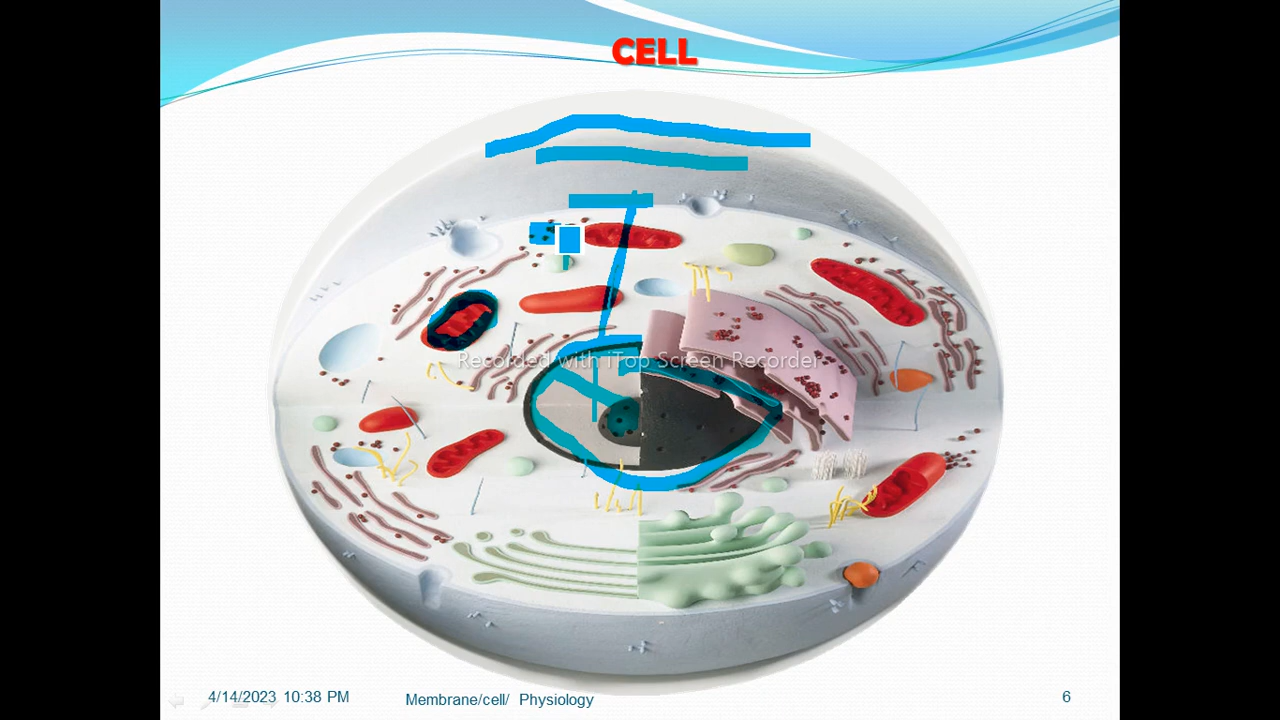 CELL
Recorded with iTop Screen Recorder
4/14/2023 10:38 PM
Membrane/cell/ Physiology
6